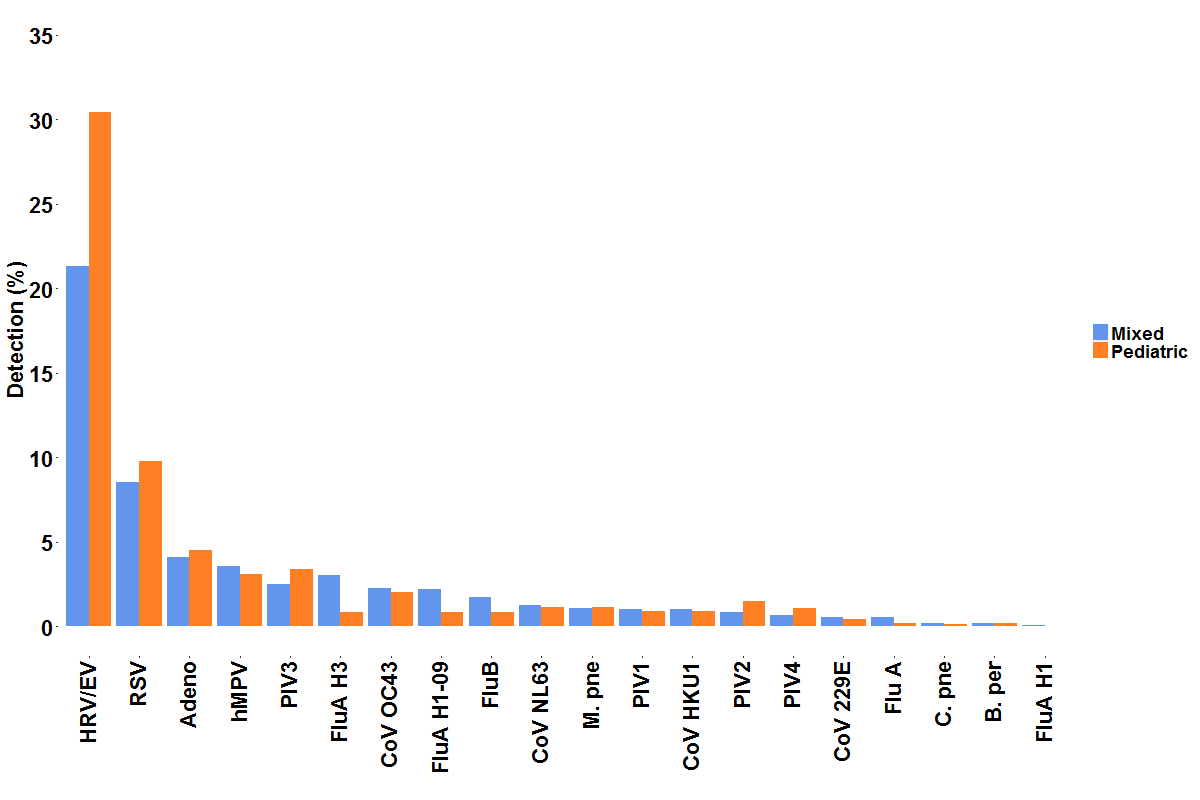 35
30
25
20
15
10
5
0
Detection (%)
HRV/EV
RSV
Adeno
hMPV
PIV3
FluA H3
CoV OC43
FluA H1-09
FluB
CoV NL63
M. pne
PIV1
CoV HKU1
PIV2
PIV4
CoV 229E
Flu A
C. pne
B. per
FluA H1
Mixed
Pediatric